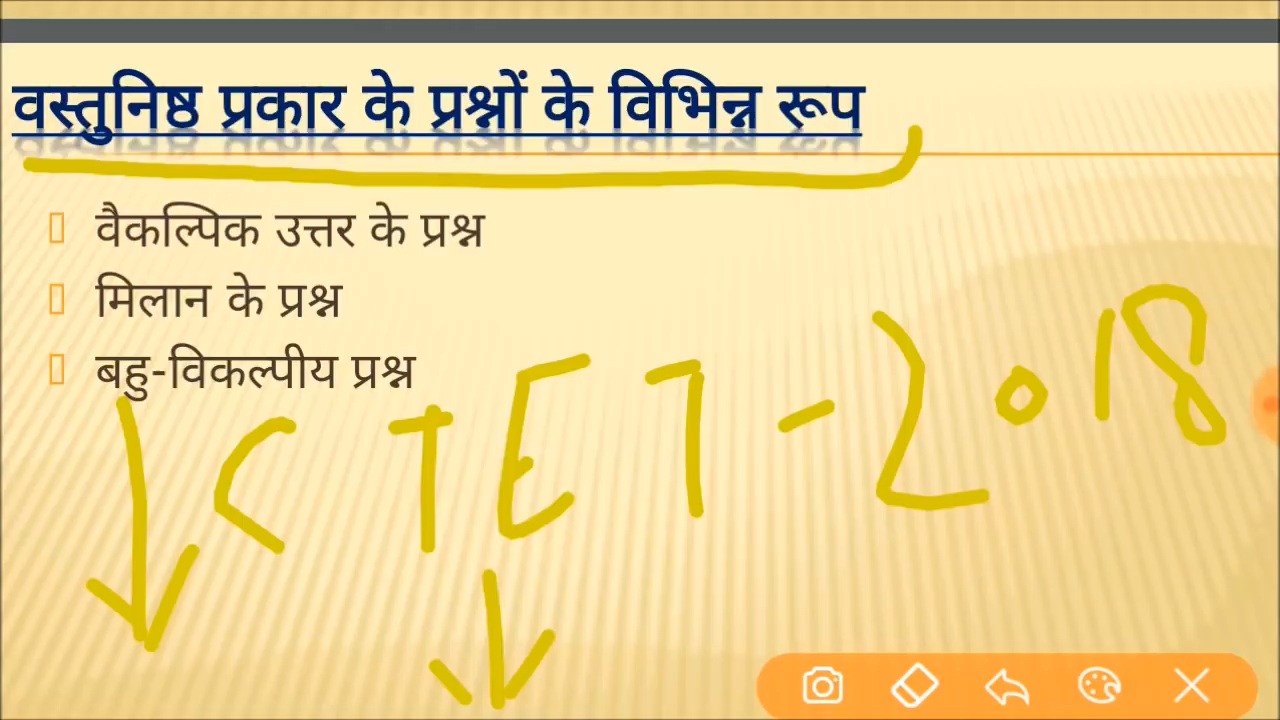 वस्तुनिष्ठ प्रकार के प्रश्नों के विभिन्न रूप
वैकल्पिक उत्तर के प्रश्न
मिलान के प्रश्न
बहु-विकल्पीय प्रश्न
CTET-2018